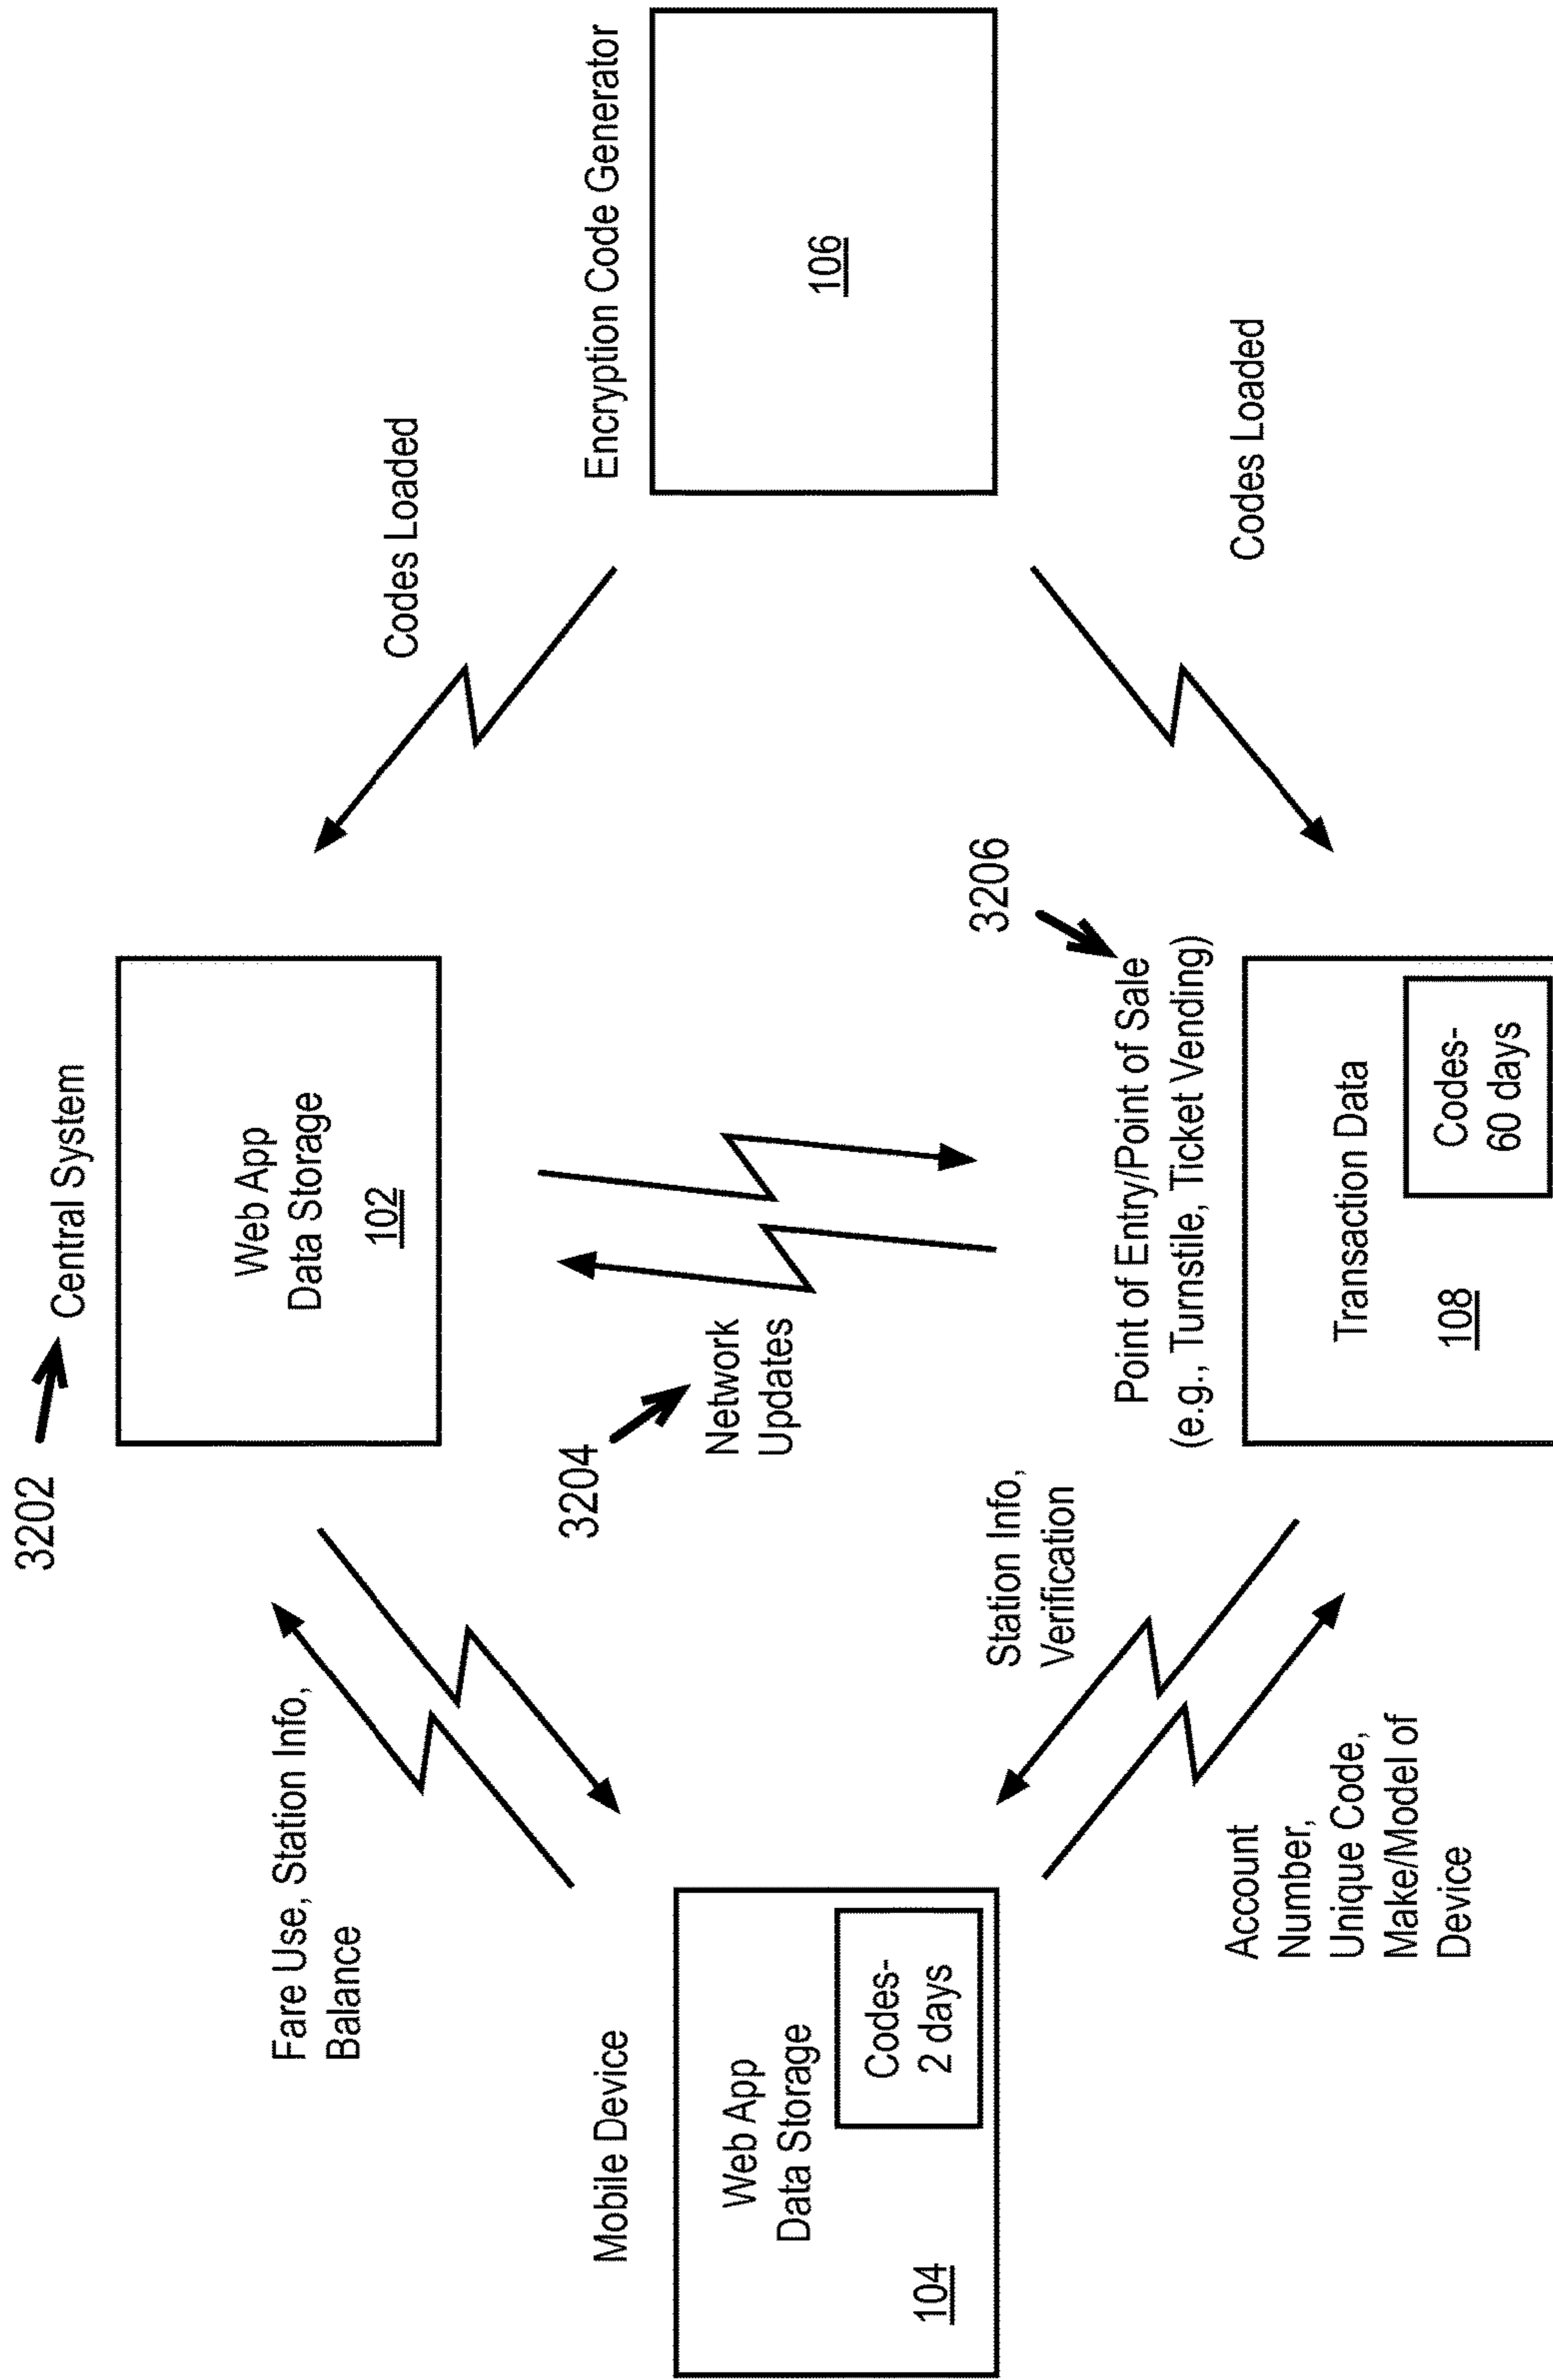 3202
Central System
Web App
Data Storage
102
Fare Use, Station Info,
Balance
Codes Loaded
3204
Network
Updates
Mobile Device
Web App
Data Storage
104
Codes-
2 days
Encryption Code Generator
106
Station Info,
Verification
3206
Point of Entry/Point of Sale
(e.g., Turnstile, Ticket Vending)
Transaction Data
108
Codes-
60 days
Account
Number,
Unique Code,
Make/Model of
Device
Codes Loaded